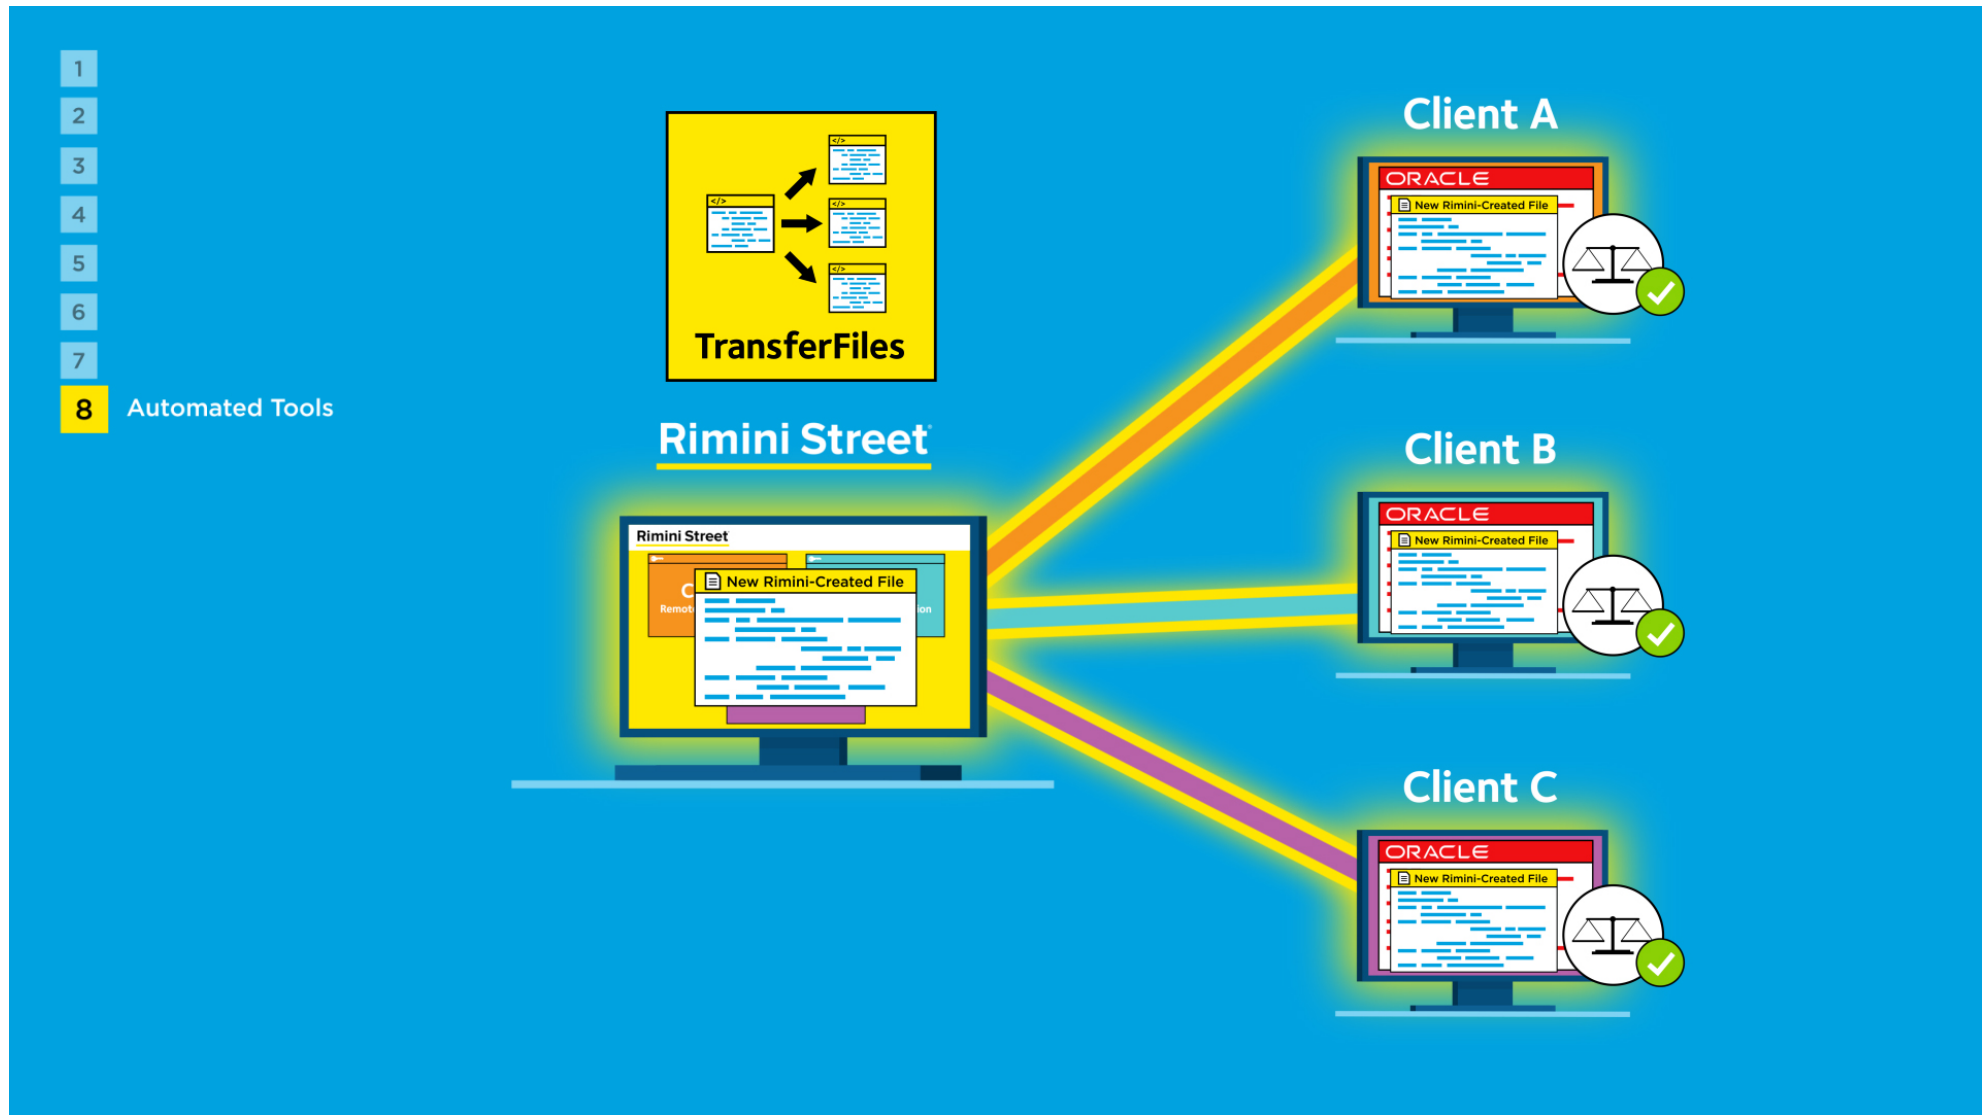 1
2
3
4
5
6
7
8 Automated Tools
</>
</>
</>
</>
TransferFiles
Rimini Street
Rimini Street
New Rimini-Created File
Client A
ORACLE
New Rimini-Created File
Client B
ORACLE
New Rimini-Created File
Client C
ORACLE
New Rimini-Created File